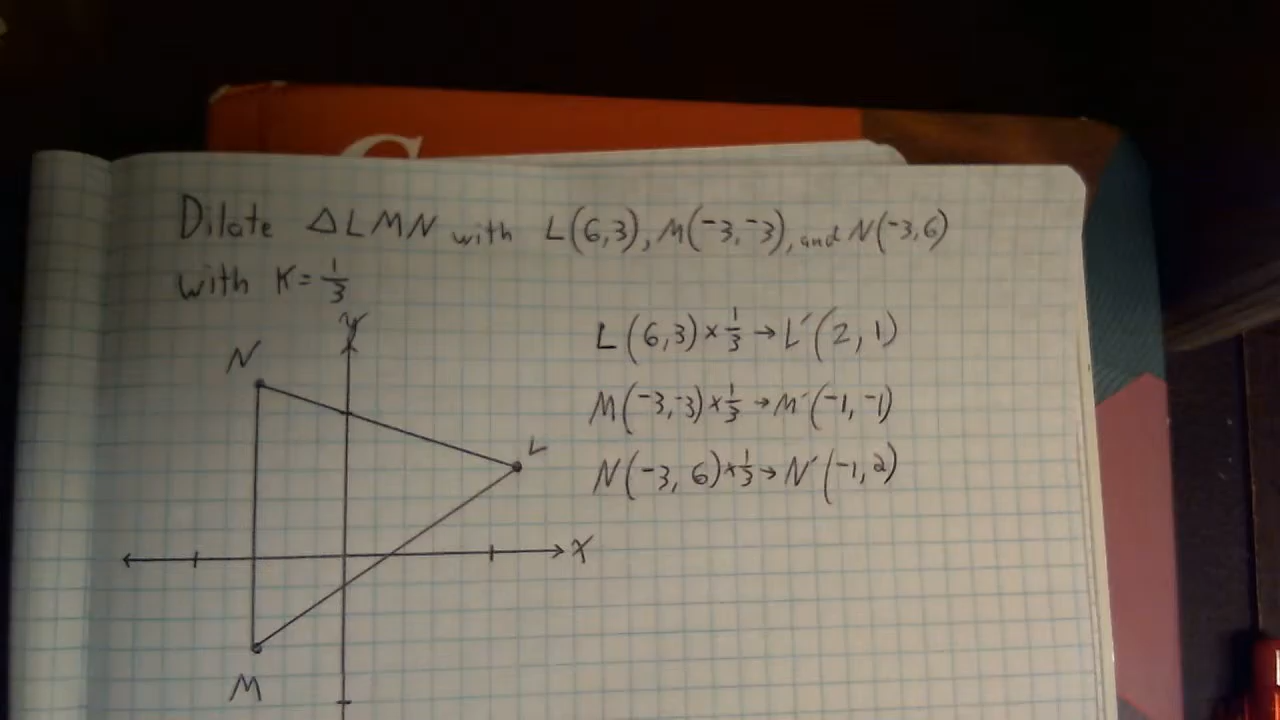 Dilate △LMN with L(6,3), M(⁻3,⁻3), and N(⁻3,6)
with K = 1/3
L(6,3) × 1/3 → L′(2, 1)
M(⁻3,⁻3) × 1/3 → M′(⁻1, ⁻1)
N(⁻3, 6) × 1/3 → N′(⁻1, 2)
y
N
L
x
M